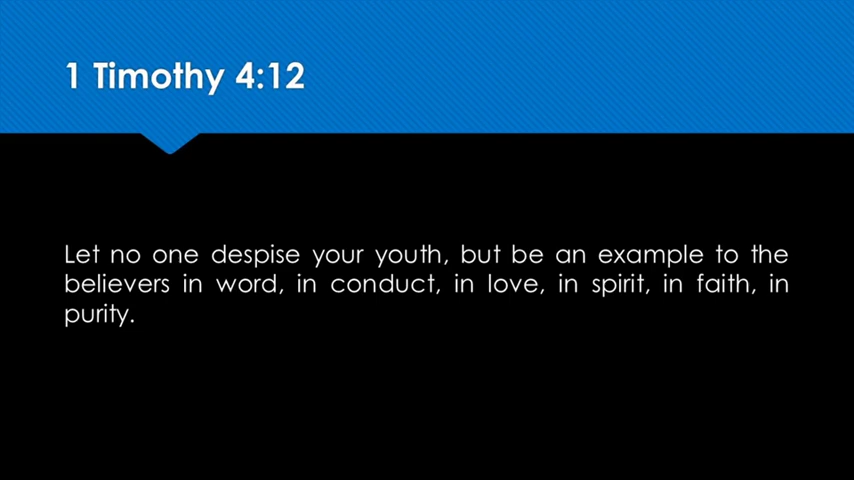 1 Timothy 4:12
Let no one despise your youth, but be an example to the
believers in word, in conduct, in love, in spirit, in faith, in
purity.